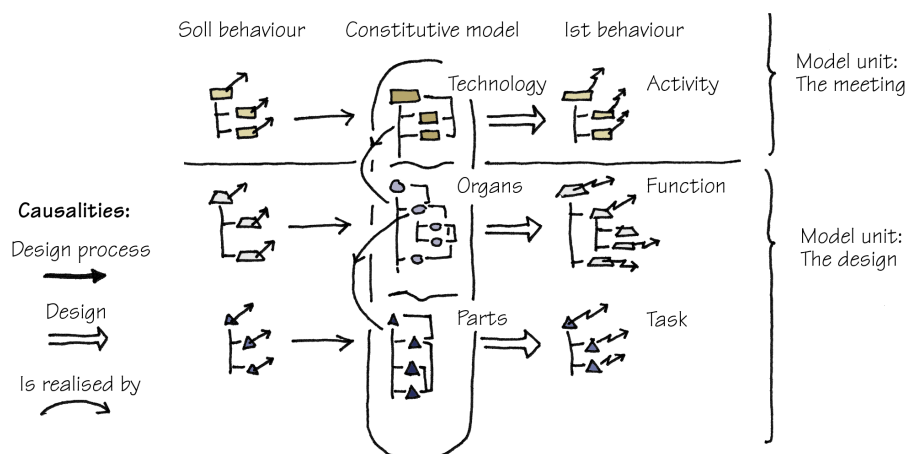 Soll behaviour
Constitutive model
Ist behaviour
Technology
Activity
Model unit:
The meeting
Organs
Function
Causalities:
Design process
Design
Is realised by
Model unit:
The design
Parts
Task